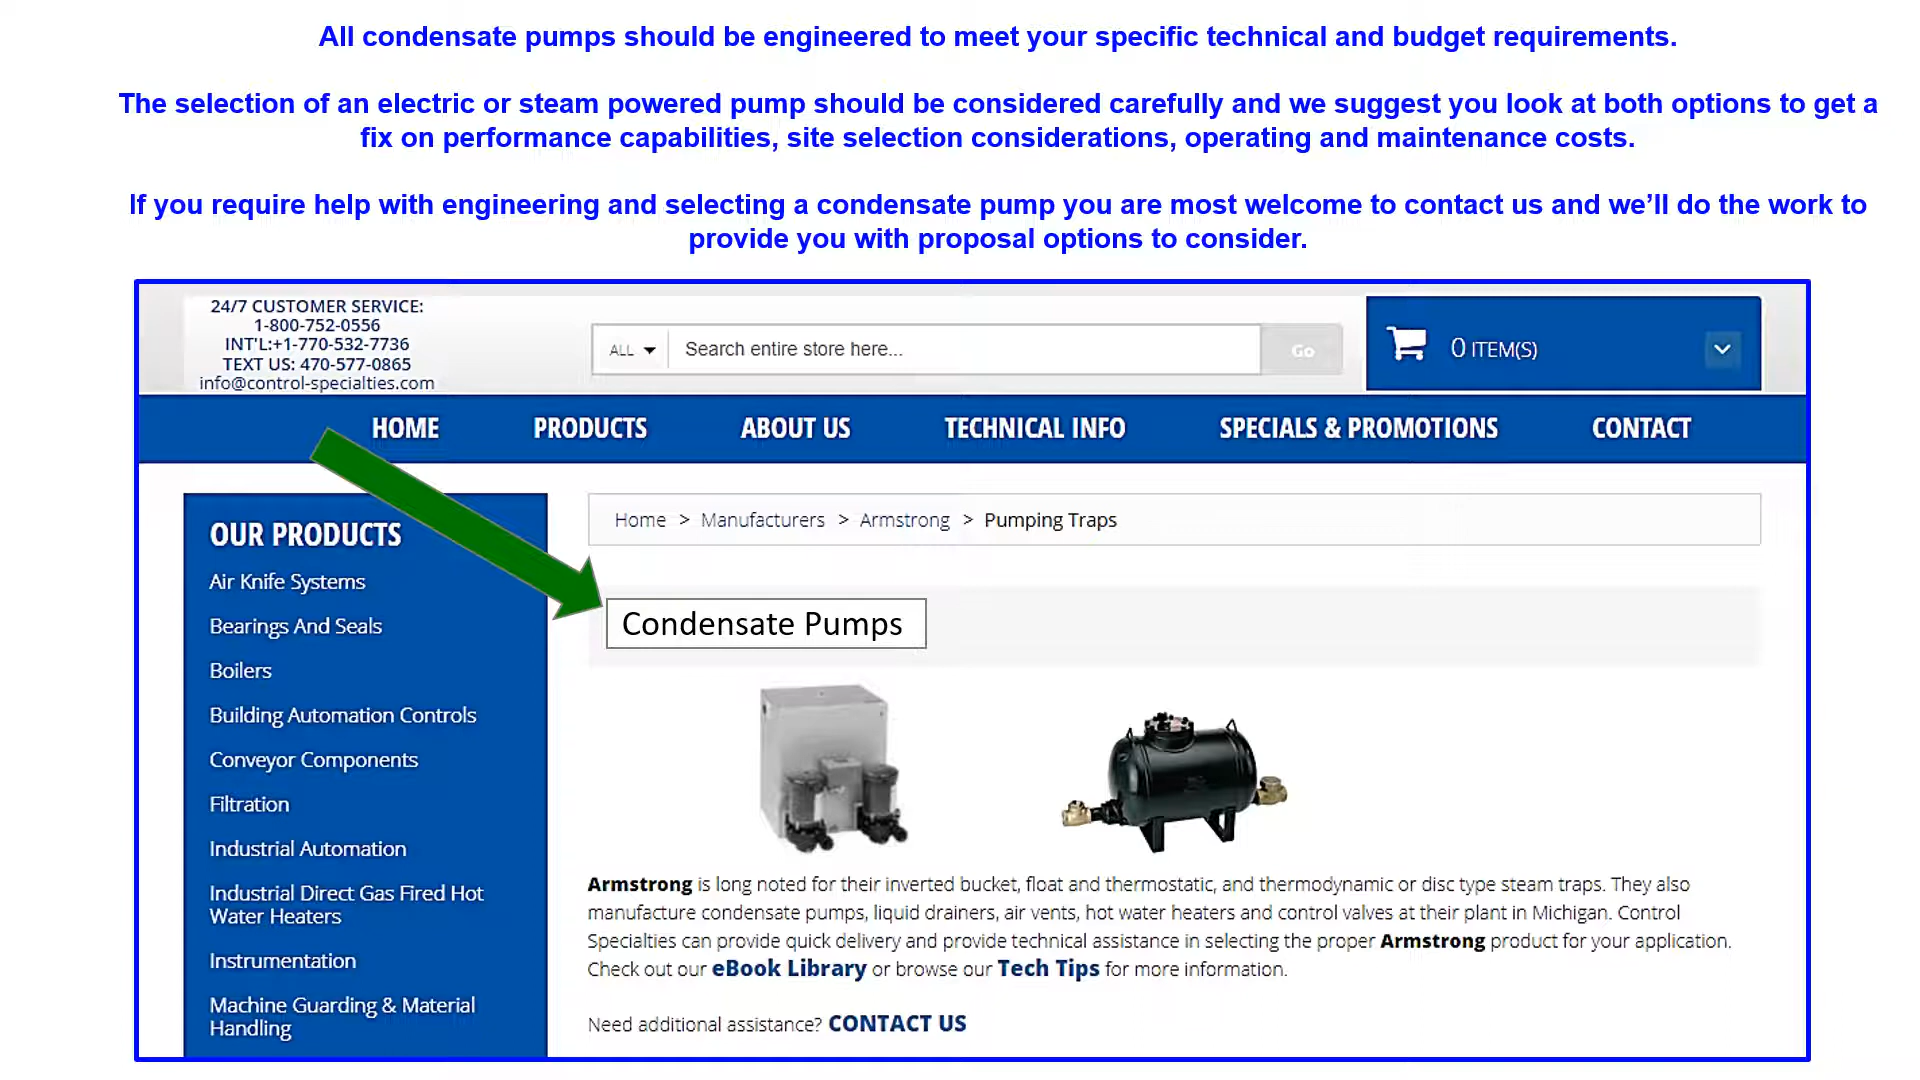 All condensate pumps should be engineered to meet your specific technical and budget requirements.
The selection of an electric or steam powered pump should be considered carefully and we suggest you look at both options to get a
fix on performance capabilities, site selection considerations, operating and maintenance costs.
If you require help with engineering and selecting a condensate pump you are most welcome to contact us and we’ll do the work to
provide you with proposal options to consider.
24/7 CUSTOMER SERVICE:
1-800-752-0556
INT'L:+1-770-532-7736
TEXT US: 470-577-0865
info@control-specialties.com
ALL
Search entire store here...
Go
0 ITEM(S)
HOME PRODUCTS ABOUT US TECHNICAL INFO SPECIALS & PROMOTIONS CONTACT
OUR PRODUCTS
Air Knife Systems
Bearings And Seals
Boilers
Building Automation Controls
Conveyor Components
Filtration
Industrial Automation
Industrial Direct Gas Fired Hot
Water Heaters
Instrumentation
Machine Guarding & Material
Handling
Home > Manufacturers > Armstrong > Pumping Traps
Condensate Pumps
Armstrong is long noted for their inverted bucket, float and thermostatic, and thermodynamic or disc type steam traps. They also
manufacture condensate pumps, liquid drainers, air vents, hot water heaters and control valves at their plant in Michigan. Control
Specialties can provide quick delivery and provide technical assistance in selecting the proper Armstrong product for your application.
Check out our eBook Library or browse our Tech Tips for more information.
Need additional assistance? CONTACT US